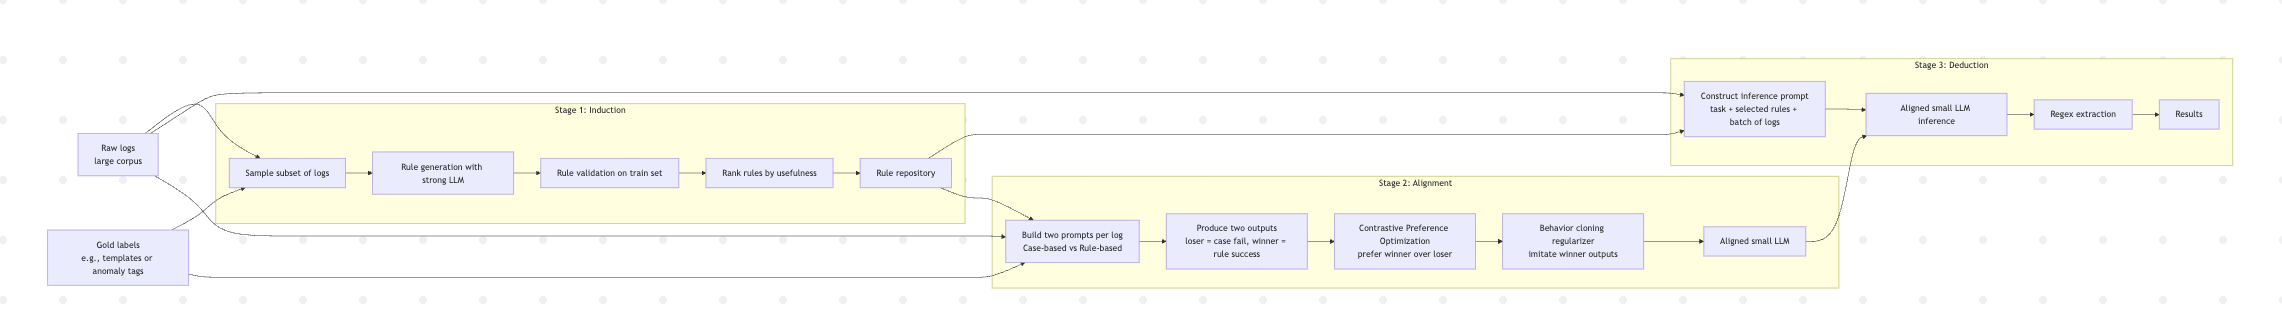 Raw logs
large corpus
Gold labels
e.g., templates or
anomaly tags
Stage 1: Induction
Sample subset of logs
Rule generation with
strong LLM
Rule validation on train set
Rank rules by usefulness
Rule repository
Stage 2: Alignment
Build two prompts per log
Case-based vs Rule-based
Produce two outputs
loser = case fail, winner =
rule success
Contrastive Preference
Optimization
prefer winner over loser
Behavior cloning
regularizer
imitate winner outputs
Aligned small LLM
Stage 3: Deduction
Construct inference prompt
task + selected rules +
batch of logs
Aligned small LLM
inference
Regex extraction
Results